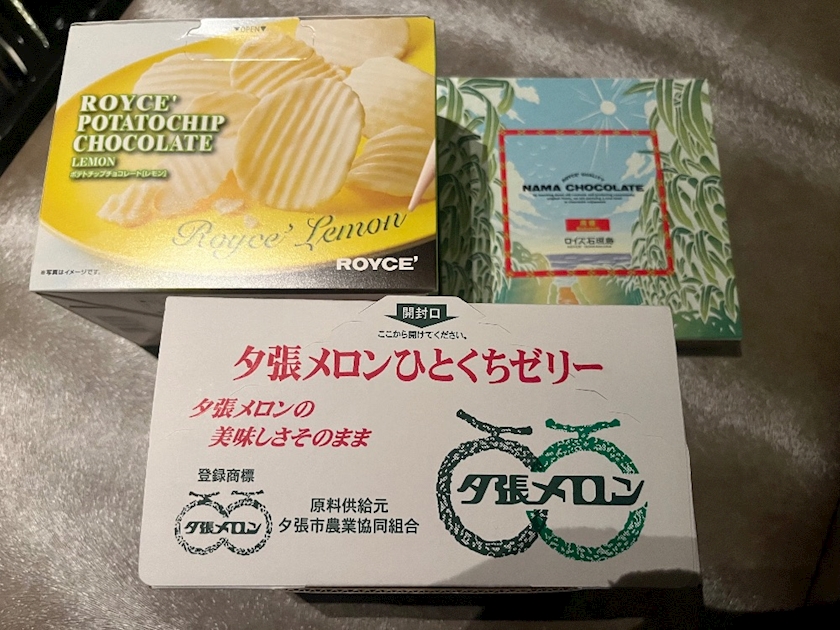 ▼OPEN▼
ROYCE'
POTATOCHIP
CHOCOLATE
LEMON
ポテトチップチョコレート[レモン]
Royce' Lemon
※写真はイメージです。
ROYCE'
ROYCE' QUALITY
NAMA CHOCOLATE
ロイズ石垣島
開封口
ここから開けてください。
夕張メロンひとくちゼリー
夕張メロンの
美味しさそのまま
登録商標
夕張メロン
原料供給元
夕張市農業協同組合
夕張メロン